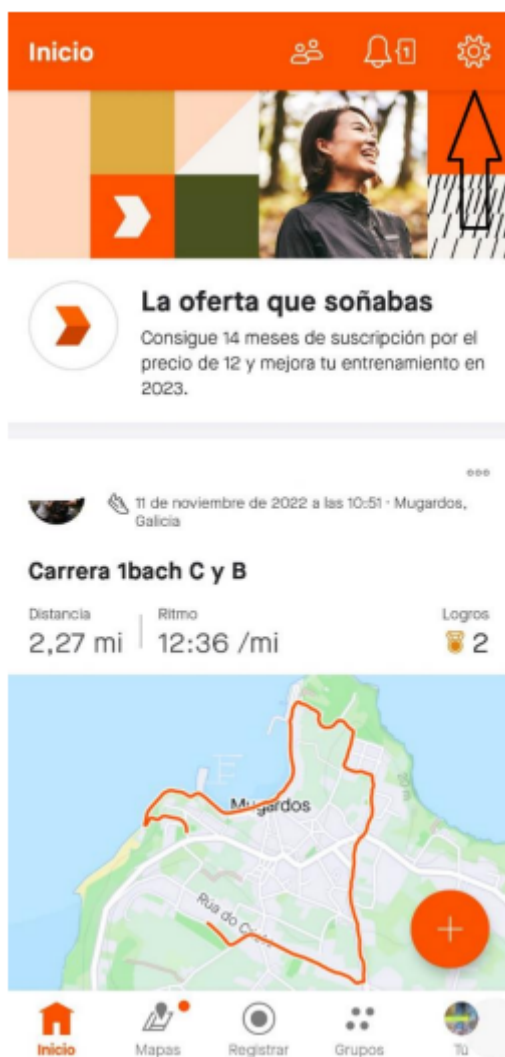 Inicio
1
La oferta que soñabas
Consigue 14 meses de suscripción por el
precio de 12 y mejora tu entrenamiento en
2023.
11 de noviembre de 2022 a las 10:51 · Mugardos,
Galicia
Carrera 1bach C y B
Distancia
Ritmo
Logros
2,27 mi
12:36 /mi
2
Mugardos
20 m
Inicio
Mapas
Registrar
Grupos
Tú